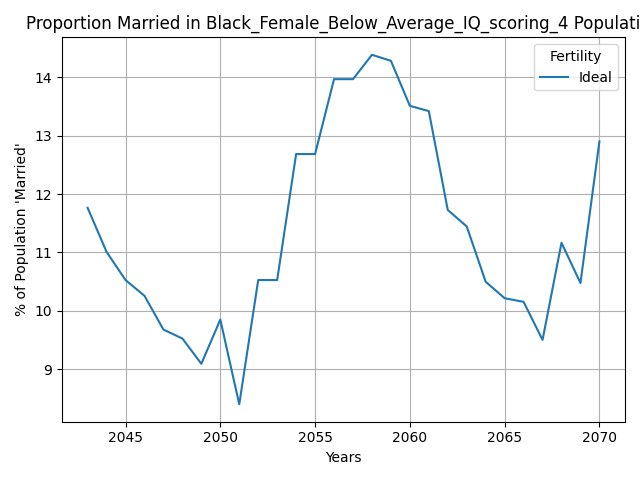 Proportion Married in Black_Female_Below_Average_IQ_scoring_4 Populati
Fertility
Ideal
% of Population 'Married'
14
13
12
11
10
9
2045 2050 2055 2060 2065 2070
Years